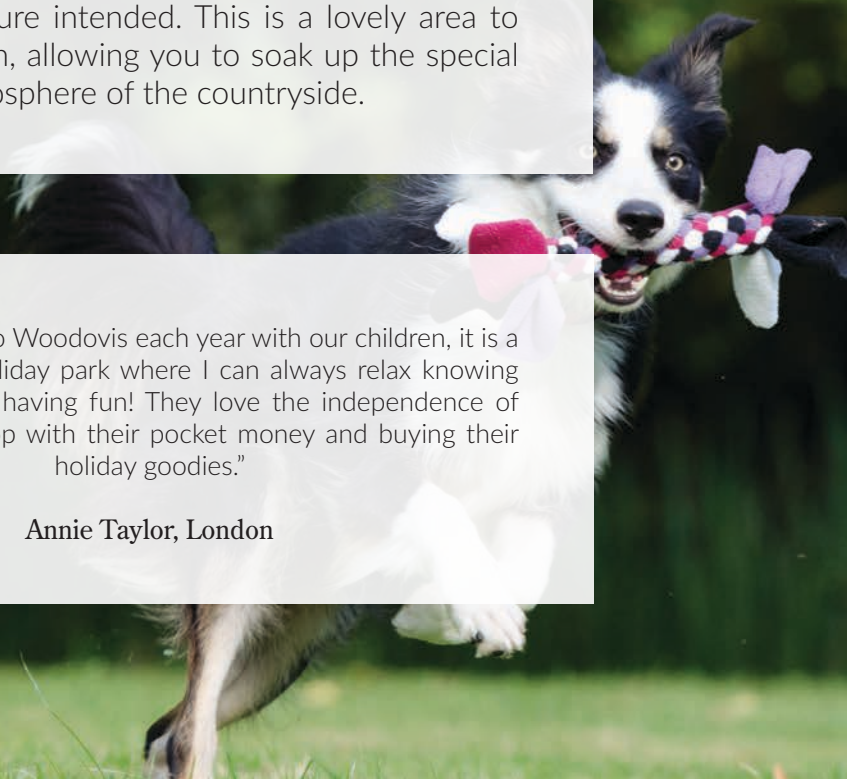 ure intended. This is a lovely area to
, allowing you to soak up the special
osphere of the countryside.
o Woodovis each year with our children, it is a
liday park where I can always relax knowing
having fun! They love the independence of
p with their pocket money and buying their
holiday goodies.”
Annie Taylor, London